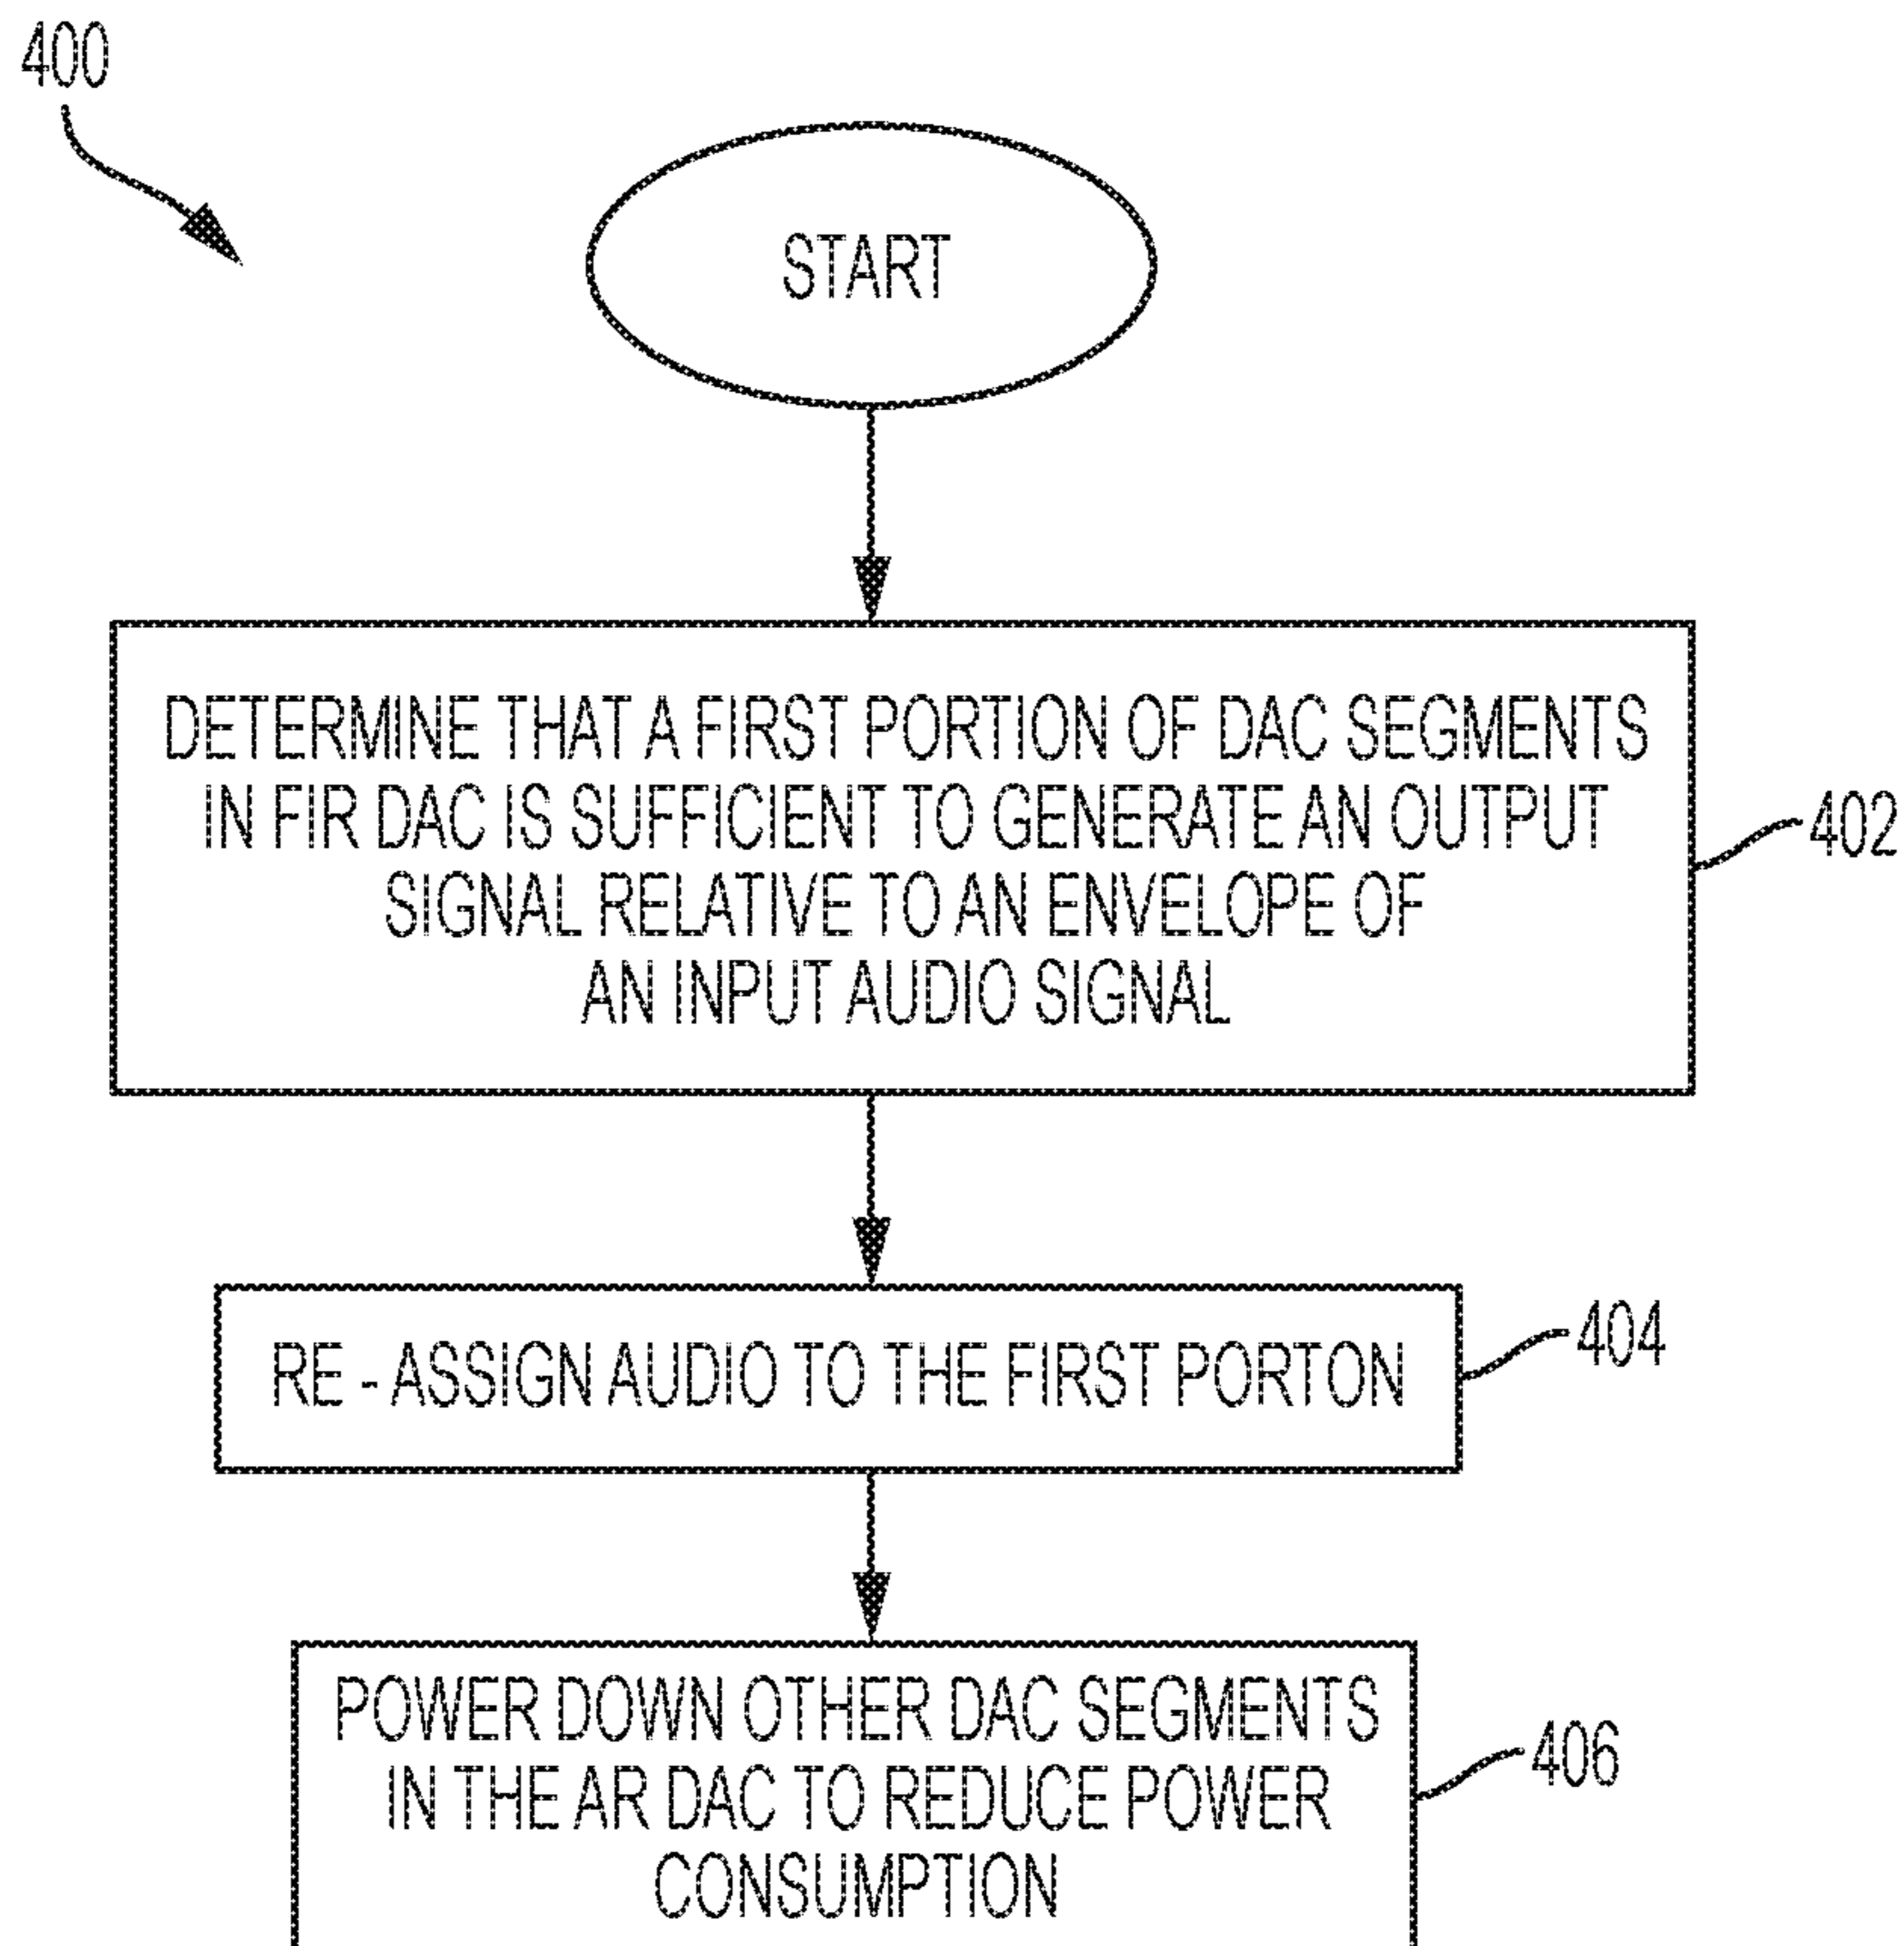 400
START
DETERMINE THAT A FIRST PORTION OF DAC SEGMENTS
IN FIR DAC IS SUFFICIENT TO GENERATE AN OUTPUT
SIGNAL RELATIVE TO AN ENVELOPE OF
AN INPUT AUDIO SIGNAL
402
RE - ASSIGN AUDIO TO THE FIRST PORTON
404
POWER DOWN OTHER DAC SEGMENTS
IN THE AR DAC TO REDUCE POWER
CONSUMPTION
406